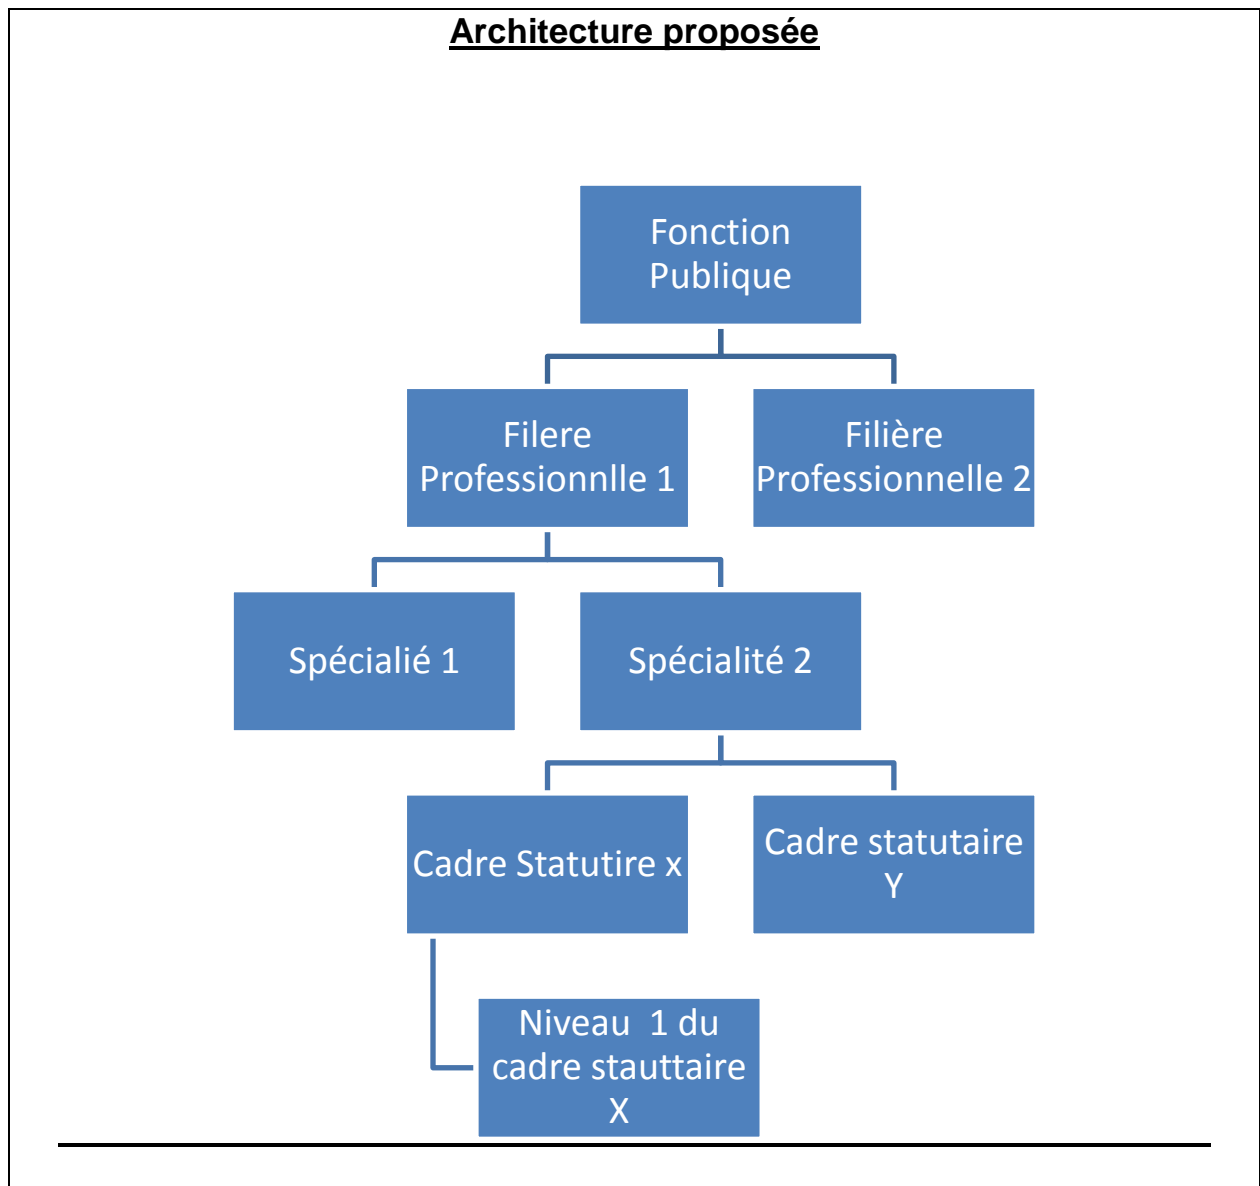 Architecture proposée
Fonction
Publique
Filere
Professionnlle 1
Filière
Professionnelle 2
Spécialié 1
Spécialité 2
Cadre Statutire x
Cadre statutaire
Y
Niveau  1 du
cadre stauttaire
X